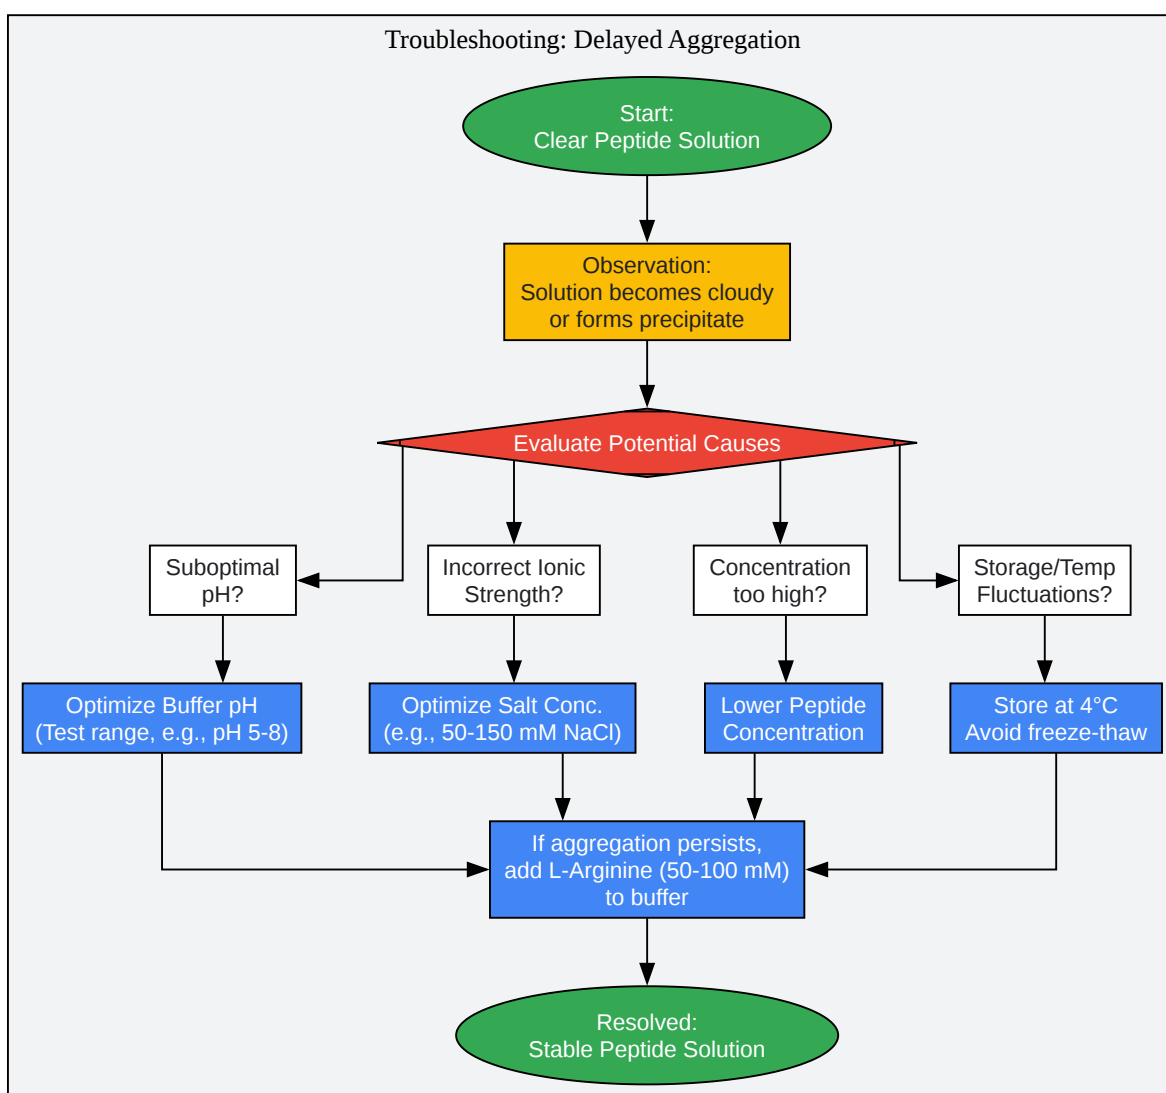 Troubleshooting: Delayed Aggregation
Start:
Clear Peptide Solution
Observation:
Solution becomes cloudy
or forms precipitate
Evaluate Potential Causes
Suboptimal
pH?
Incorrect Ionic
Strength?
Concentration
too high?
Storage/Temp
Fluctuations?
Optimize Buffer pH
(Test range, e.g., pH 5-8)
Optimize Salt Conc.
(e.g., 50-150 mM NaCl)
Lower Peptide
Concentration
Store at 4°C
Avoid freeze-thaw
If aggregation persists,
add L-Arginine (50-100 mM)
to buffer
Resolved:
Stable Peptide Solution